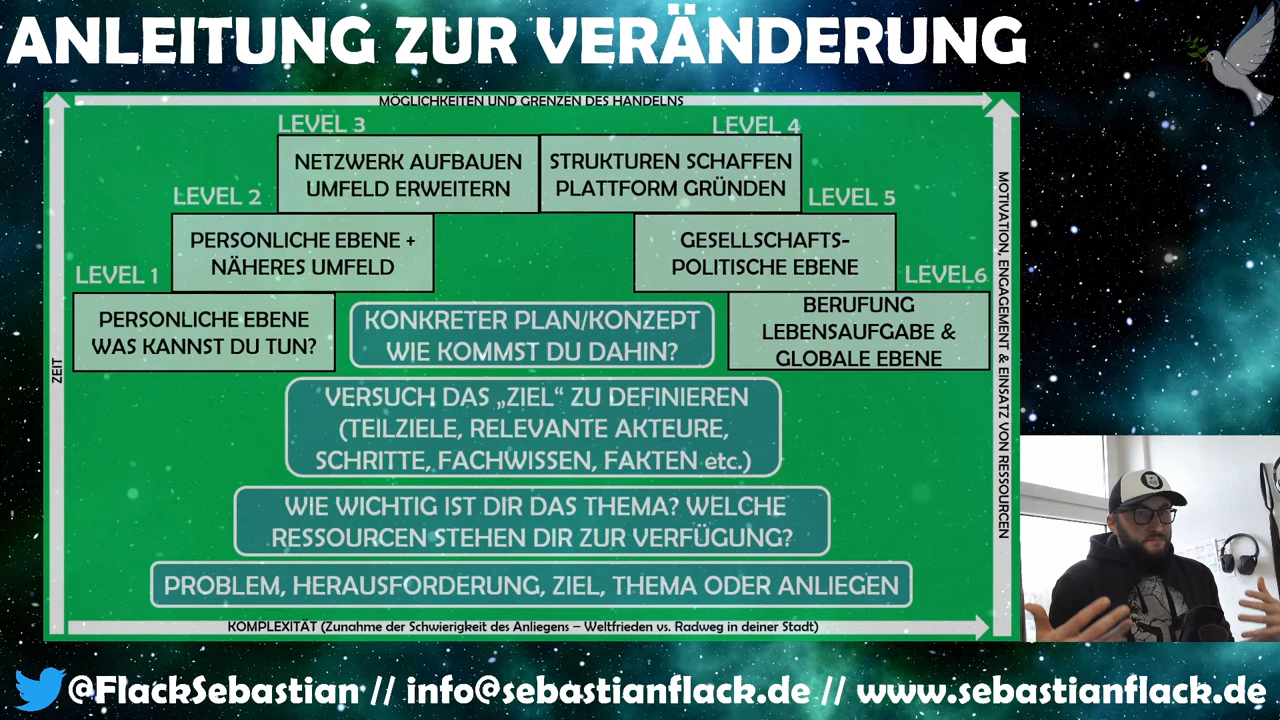 ANLEITUNG ZUR VERÄNDERUNG
MÖGLICHKEITEN UND GRENZEN DES HANDELNS
LEVEL 3
NETZWERK AUFBAUEN
UMFELD ERWEITERN
LEVEL 4
STRUKTUREN SCHAFFEN
PLATTFORM GRÜNDEN
LEVEL 2
PERSONLICHE EBENE +
NÄHERES UMFELD
LEVEL 5
GESELLSCHAFTS-
POLITISCHE EBENE
LEVEL 1
PERSONLICHE EBENE
WAS KANNST DU TUN?
LEVEL6
BERUFUNG
LEBENSAUFGABE &
GLOBALE EBENE
KONKRETER PLAN/KONZEPT
WIE KOMMST DU DAHIN?
VERSUCH DAS „ZIEL“ ZU DEFINIEREN
(TEILZIELE, RELEVANTE AKTEURE,
SCHRITTE, FACHWISSEN, FAKTEN etc.)
WIE WICHTIG IST DIR DAS THEMA? WELCHE
RESSOURCEN STEHEN DIR ZUR VERFÜGUNG?
PROBLEM, HERAUSFORDERUNG, ZIEL, THEMA ODER ANLIEGEN
ZEIT
MOTIVATION, ENGAGEMENT & EINSATZ VON RESSOURCEN
KOMPLEXITÄT (Zunahme der Schwierigkeit des Anliegens – Weltfrieden vs. Radweg in deiner Stadt)
@FlackSebastian // info@sebastianflack.de // www.sebastianflack.de